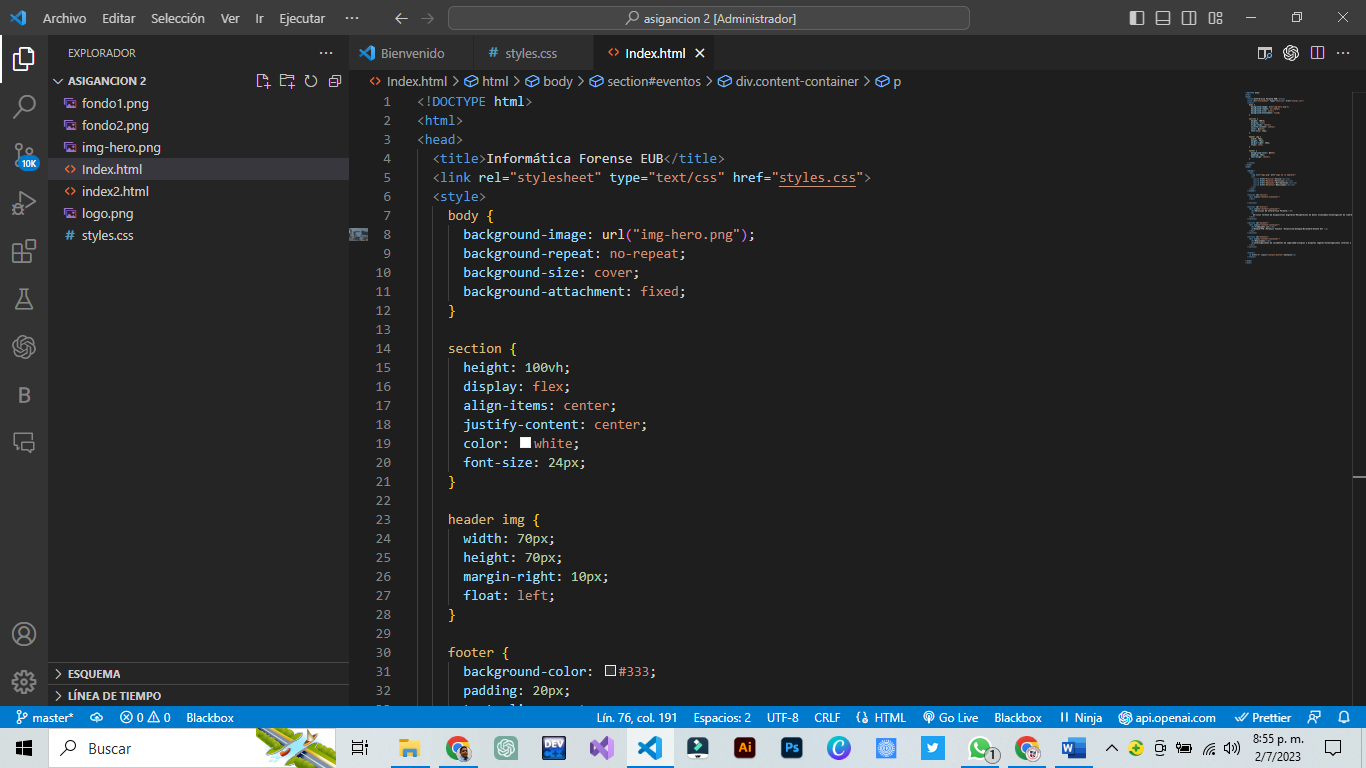 Archivo Editar Selección Ver Ir Ejecutar ··· asigancion 2 [Administrador]
EXPLORADOR ···
ASIGANCION 2
fondo1.png
fondo2.png
img-hero.png
Index.html
index2.html
logo.png
styles.css
ESQUEMA
LÍNEA DE TIEMPO
10K
B
Bienvenido # styles.css <> Index.html
<> Index.html > html > body > section#eventos > div.content-container > p
1 <!DOCTYPE html>
2 <html>
3 <head>
4 <title>Informática Forense EUB</title>
5 <link rel="stylesheet" type="text/css" href="styles.css">
6 <style>
7 body {
8 background-image: url("img-hero.png");
9 background-repeat: no-repeat;
10 background-size: cover;
11 background-attachment: fixed;
12 }
13
14 section {
15 height: 100vh;
16 display: flex;
17 align-items: center;
18 justify-content: center;
19 color: white;
20 font-size: 24px;
21 }
22
23 header img {
24 width: 70px;
25 height: 70px;
26 margin-right: 10px;
27 float: left;
28 }
29
30 footer {
31 background-color: #333;
32 padding: 20px;
master* 0 0 Blackbox Lín. 76, col. 191 Espacios: 2 UTF-8 CRLF HTML Go Live Blackbox Ninja api.openai.com Prettier
Buscar DEV C++ Ai Ps 1 W 8:55 p. m.
2/7/2023